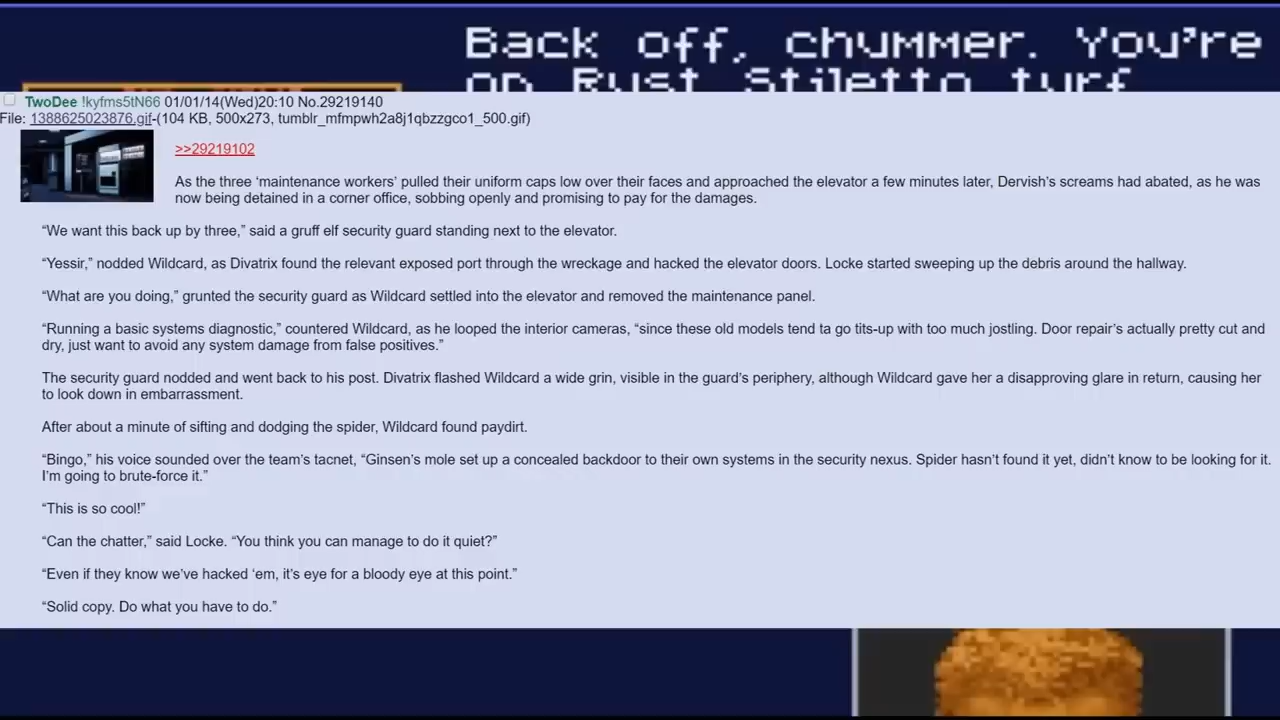 Back off, chummer. You're
on Rust Stiletto turf
TwoDee !kyfms5tN66 01/01/14(Wed)20:10 No.29219140
File: 1388625023876.gif-(104 KB, 500x273, tumblr_mfmpwh2a8j1qbzzgco1_500.gif)
>>29219102
As the three ‘maintenance workers’ pulled their uniform caps low over their faces and approached the elevator a few minutes later, Dervish’s screams had abated, as he was
now being detained in a corner office, sobbing openly and promising to pay for the damages.
“We want this back up by three,” said a gruff elf security guard standing next to the elevator.
“Yessir,” nodded Wildcard, as Divatrix found the relevant exposed port through the wreckage and hacked the elevator doors. Locke started sweeping up the debris around the hallway.
“What are you doing,” grunted the security guard as Wildcard settled into the elevator and removed the maintenance panel.
“Running a basic systems diagnostic,” countered Wildcard, as he looped the interior cameras, “since these old models tend ta go tits-up with too much jostling. Door repair’s actually pretty cut and
dry, just want to avoid any system damage from false positives.”
The security guard nodded and went back to his post. Divatrix flashed Wildcard a wide grin, visible in the guard’s periphery, although Wildcard gave her a disapproving glare in return, causing her
to look down in embarrassment.
After about a minute of sifting and dodging the spider, Wildcard found paydirt.
“Bingo,” his voice sounded over the team’s tacnet, “Ginsen’s mole set up a concealed backdoor to their own systems in the security nexus. Spider hasn’t found it yet, didn’t know to be looking for it.
I’m going to brute-force it.”
“This is so cool!”
“Can the chatter,” said Locke. “You think you can manage to do it quiet?”
“Even if they know we’ve hacked ‘em, it’s eye for a bloody eye at this point.”
“Solid copy. Do what you have to do.”